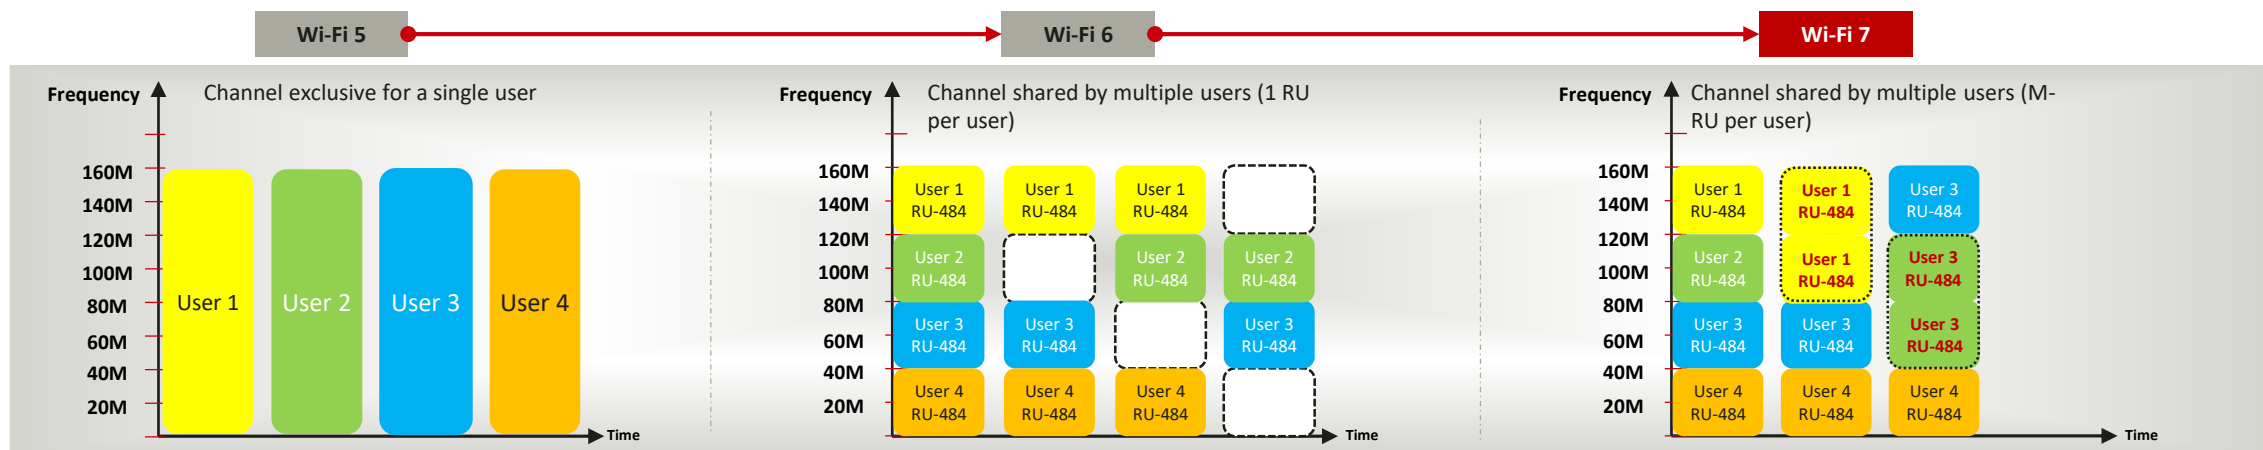 Wi-Fi 5
Wi-Fi 6
Wi-Fi 7
Frequency
Channel exclusive for a single user
160M
140M
120M
100M
80M
60M
40M
20M
User 1
User 2
User 3
User 4
Time
Frequency
Channel shared by multiple users (1 RU
per user)
160M
140M
120M
100M
80M
60M
40M
20M
User 1
RU-484
User 1
RU-484
User 1
RU-484
User 2
RU-484
User 2
RU-484
User 2
RU-484
User 3
RU-484
User 3
RU-484
User 3
RU-484
User 4
RU-484
User 4
RU-484
User 4
RU-484
Time
Frequency
Channel shared by multiple users (M-
RU per user)
160M
140M
120M
100M
80M
60M
40M
20M
User 1
RU-484
User 1
RU-484
User 3
RU-484
User 2
RU-484
User 1
RU-484
User 3
RU-484
User 3
RU-484
User 3
RU-484
User 3
RU-484
User 4
RU-484
User 4
RU-484
User 4
RU-484
Time